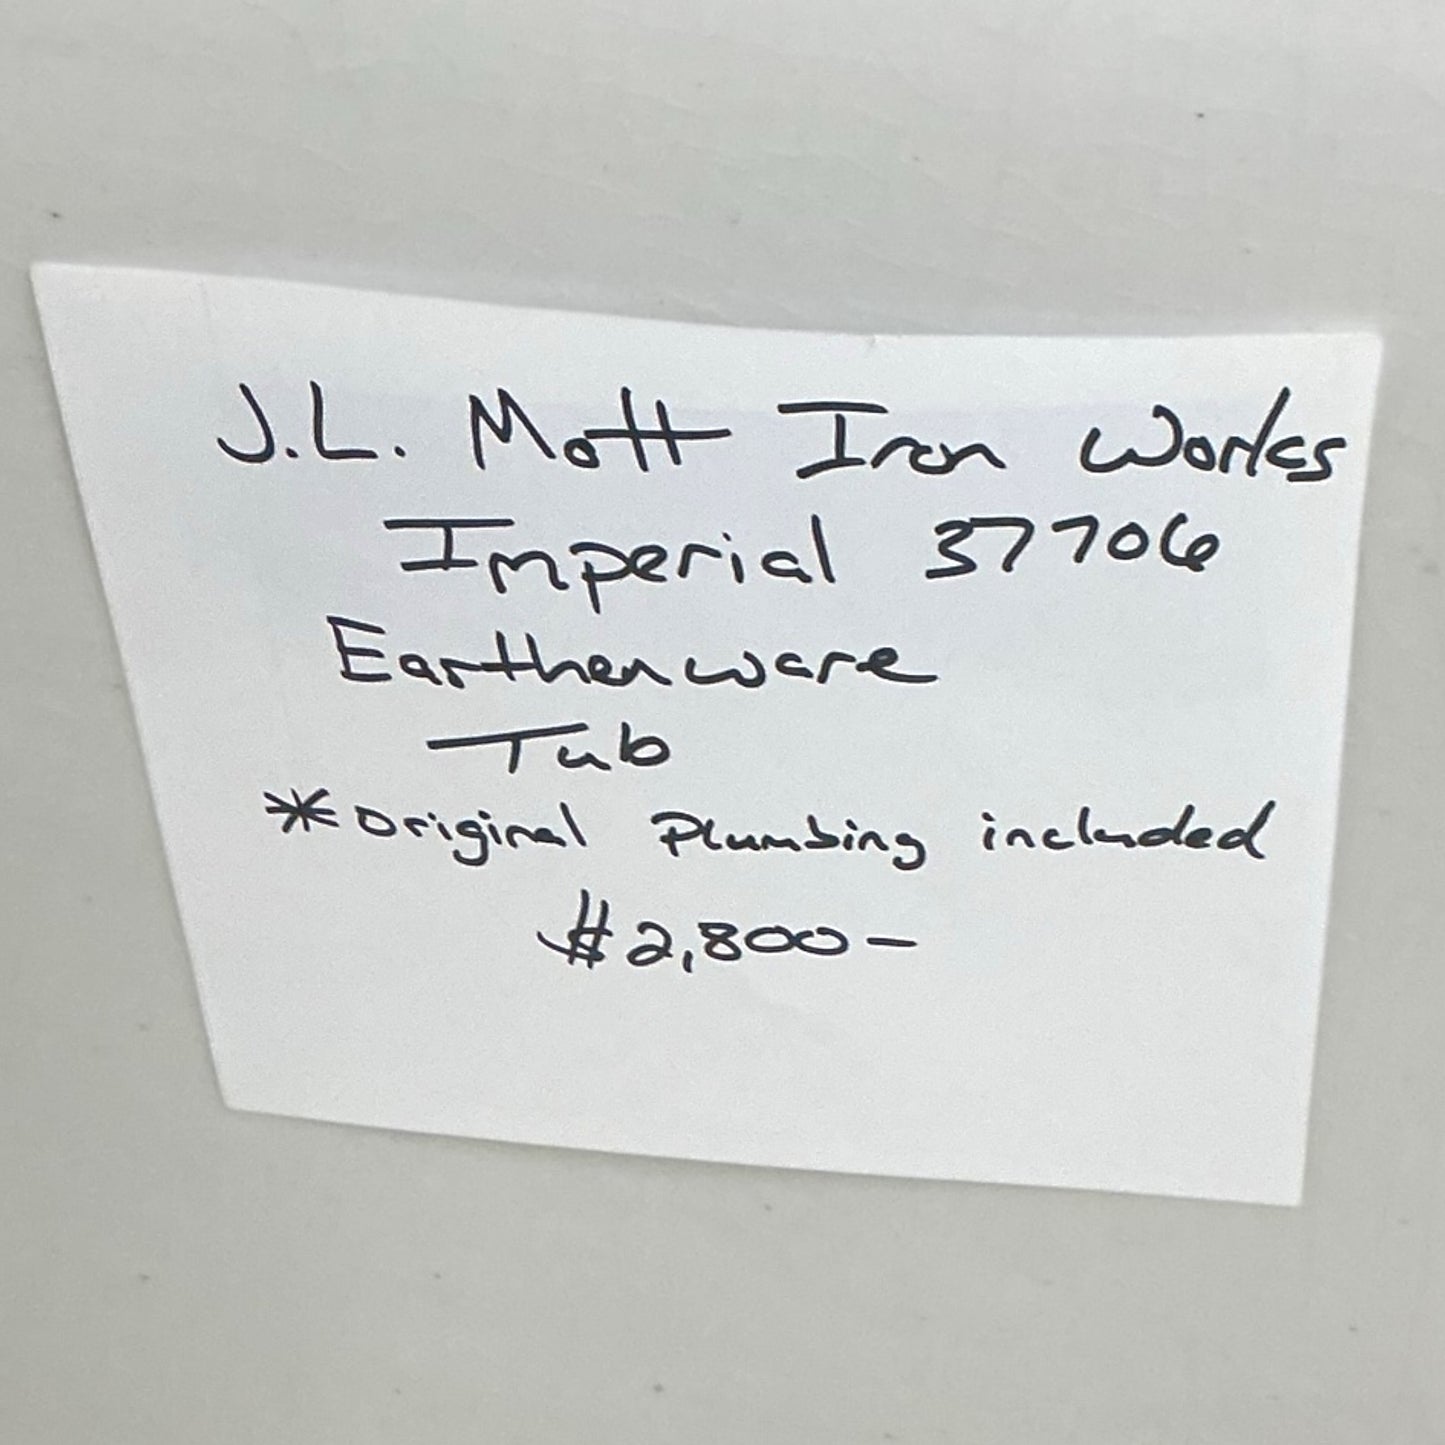 J.L. Mott Iron Works
Imperial 37706
Earthenware
Tub
*original Plumbing included
$2,800-